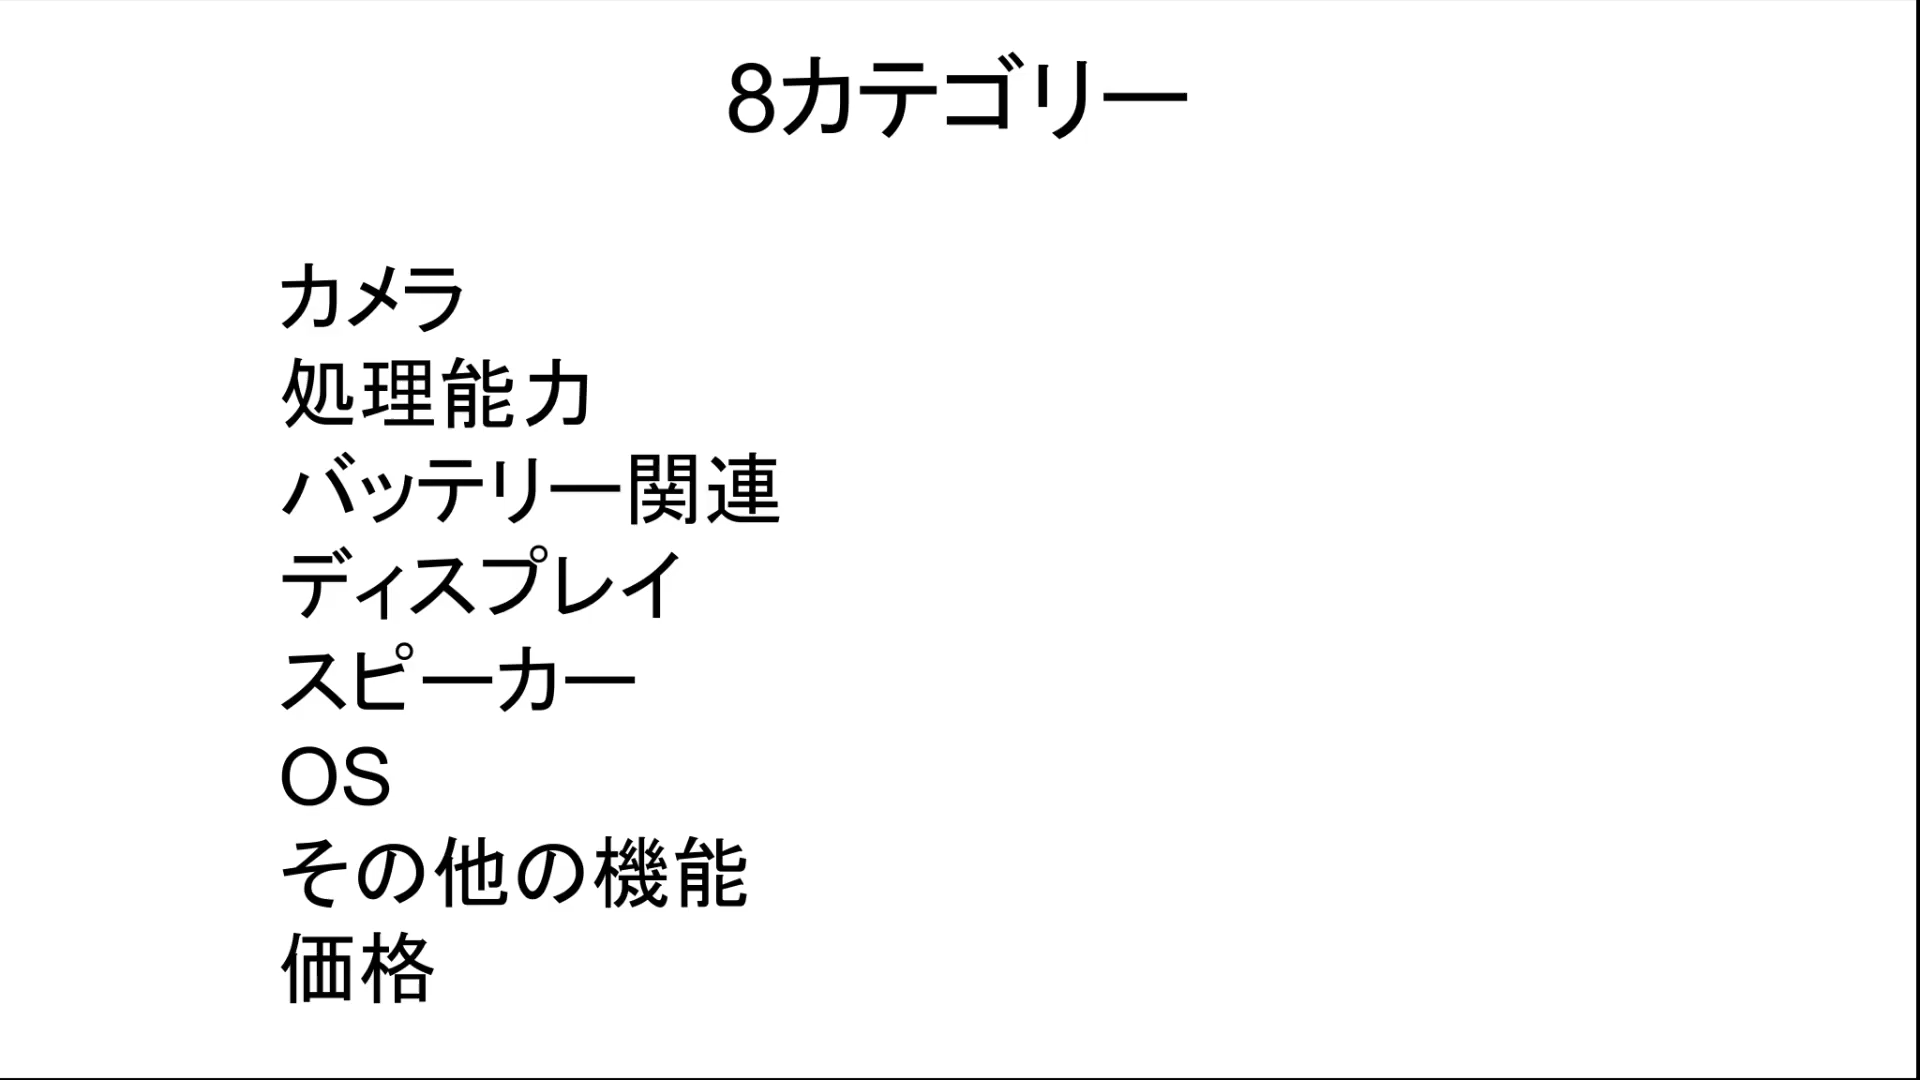 8カテゴリー
カメラ
処理能力
バッテリー関連
ディスプレイ
スピーカー
OS
その他の機能
価格